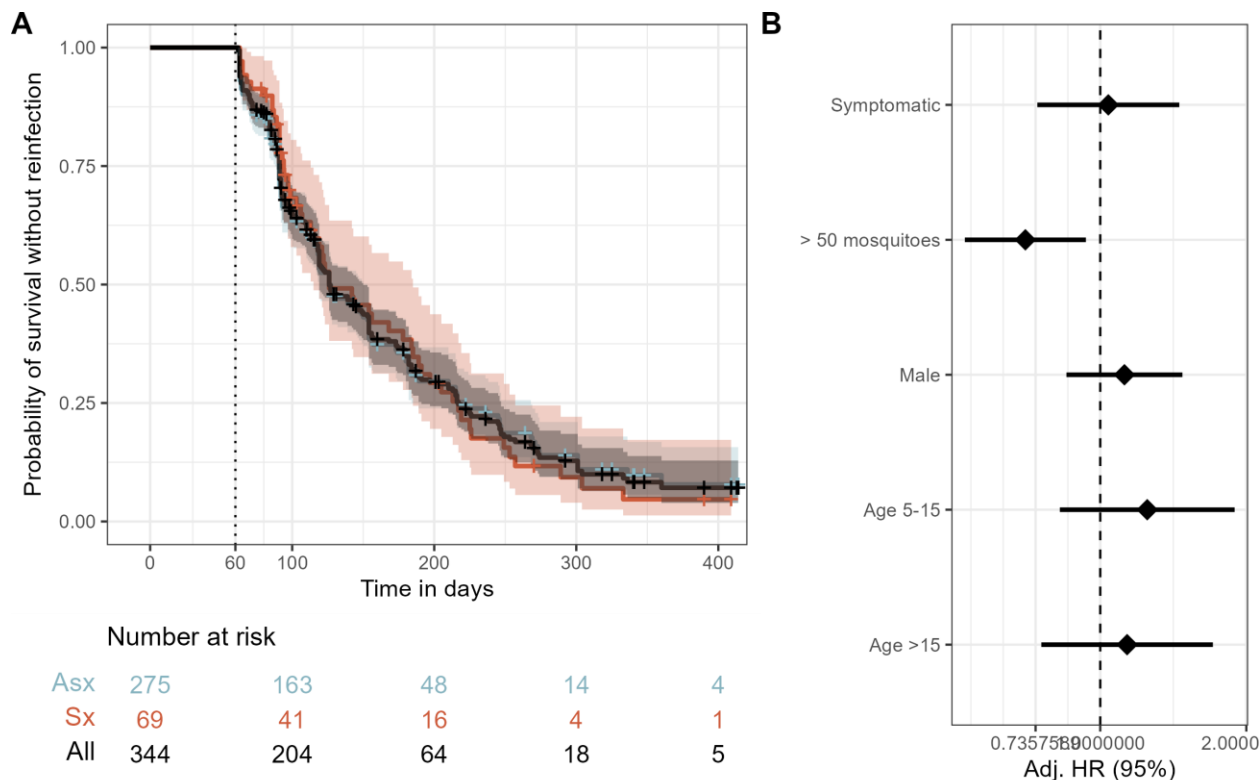 A
Probability of survival without reinfection
1.00
0.75
0.50
0.25
0.00
0 60 100 200 300 400
Time in days
Number at risk
Asx 275 163 48 14 4
Sx 69 41 16 4 1
All 344 204 64 18 5
B
Symptomatic
> 50 mosquitoes
Male
Age 5-15
Age >15
2.0000
Adj. HR (95%)